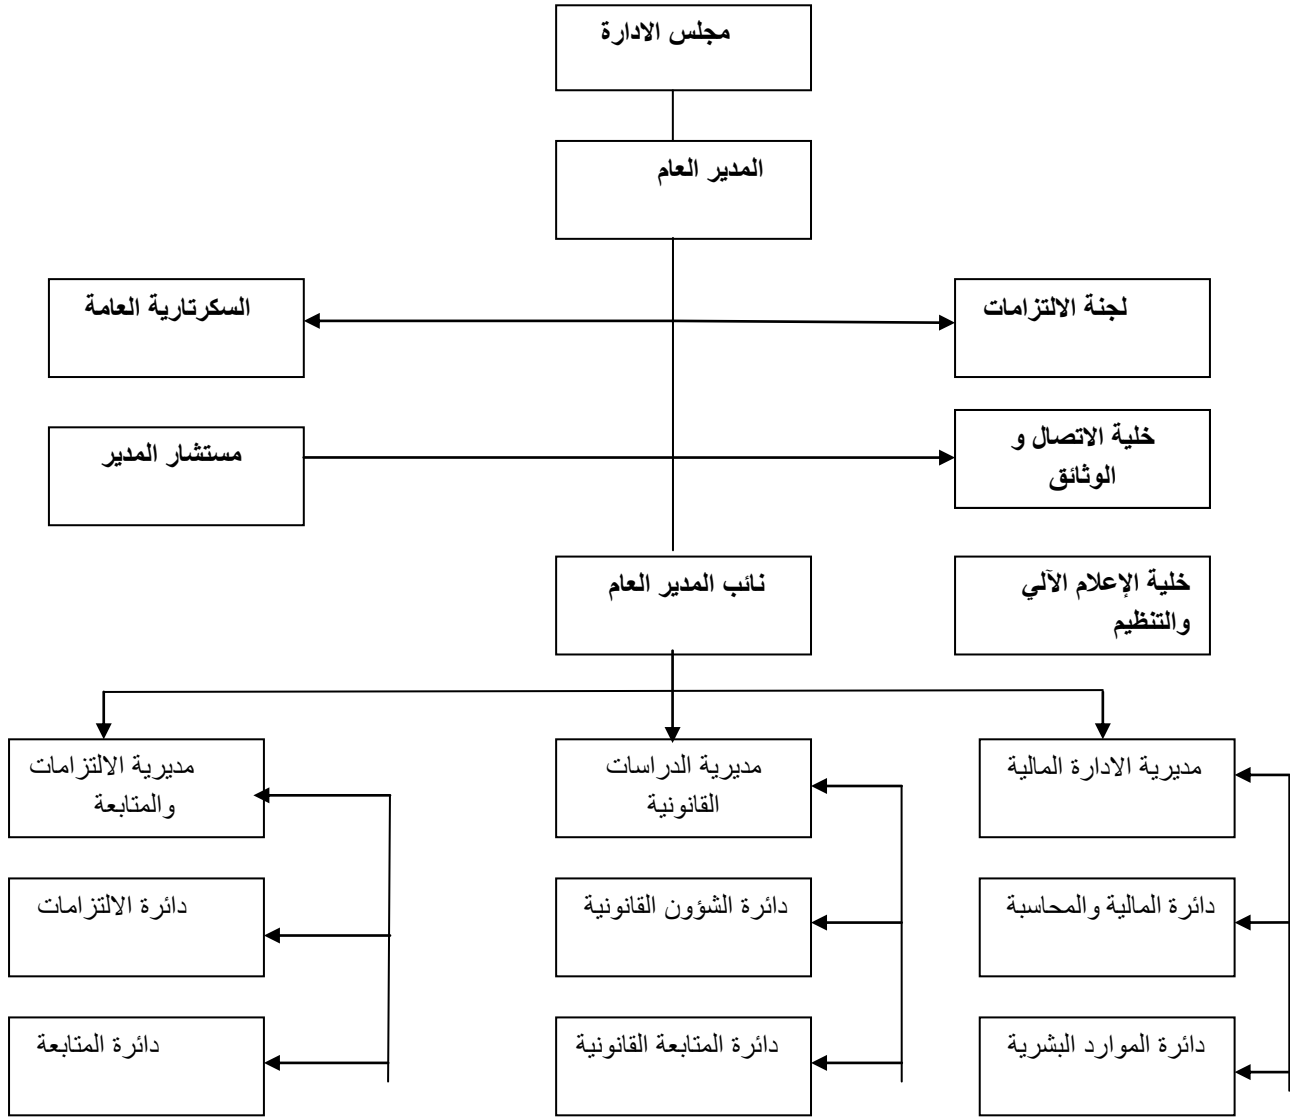 مجلس الادارة
المدير العام
لجنة الالتزامات
السكرتارية العامة
خلية الاتصال و
الوثائق
مستشار المدير
خلية الإعلام الآلي
والتنظيم
نائب المدير العام
مديرية الادارة المالية
مديرية الدراسات
القانونية
مديرية الالتزامات
والمتابعة
دائرة المالية والمحاسبة
دائرة الشؤون القانونية
دائرة الالتزامات
دائرة الموارد البشرية
دائرة المتابعة القانونية
دائرة المتابعة